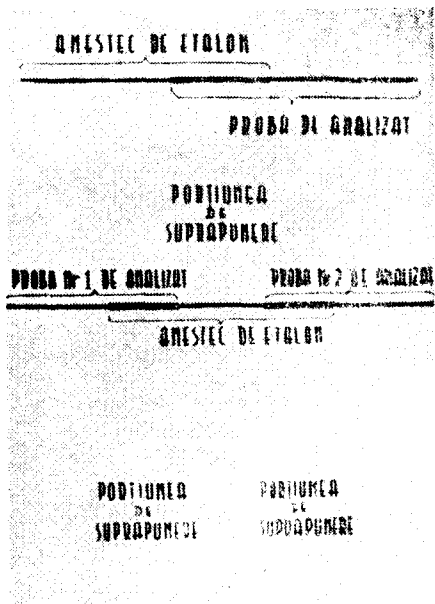 AMESTEC DE ETALON
PROBA DE ANALIZAT
PORTIUNEA
DE
SUPRAPUNERE
PROBA Nr 1 DE ANALIZAT PROBA Nr 2 DE ANALIZAT
AMESTEC DE ETALON
PORTIUNEA PORTIUNEA
DE DE
SUPRAPUNERE SUPRAPUNERE